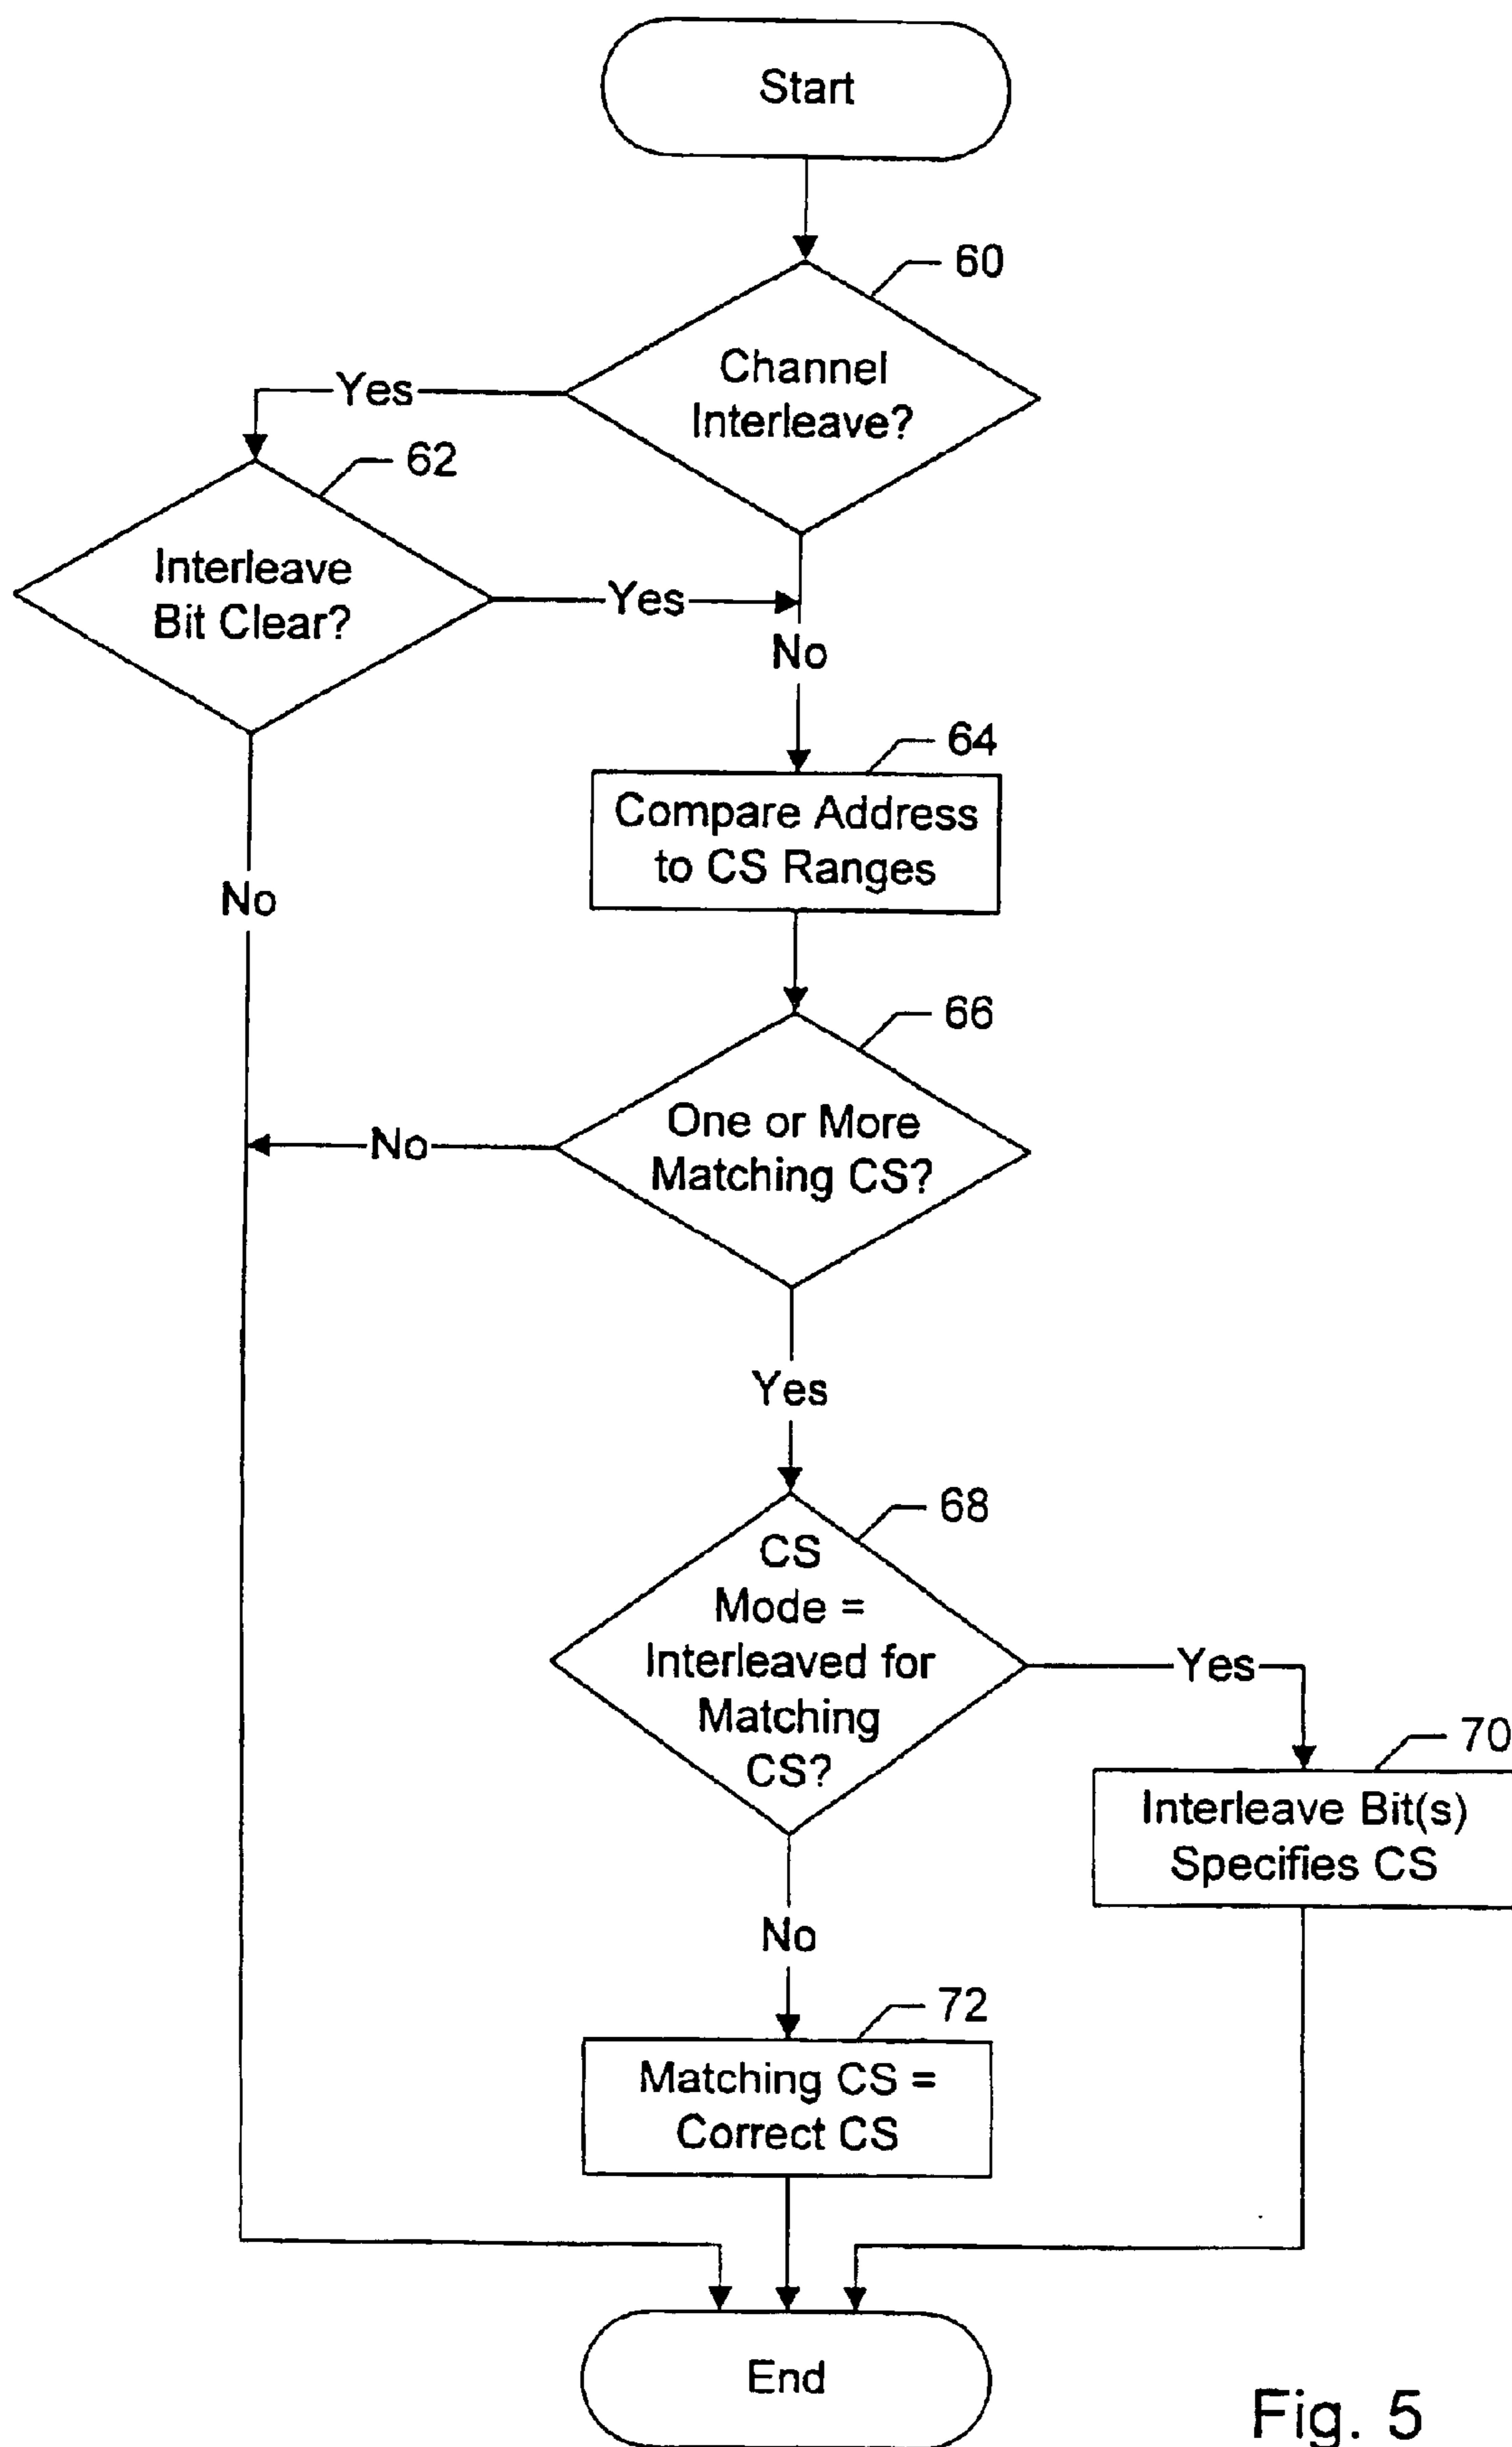 Start
60
Channel
Interleave?
Yes
62
Interleave
Bit Clear?
Yes
No
64
Compare Address
to CS Ranges
No
66
One or More
Matching CS?
No
Yes
68
CS
Mode =
Interleaved for
Matching
CS?
Yes
70
Interleave Bit(s)
Specifies CS
No
72
Matching CS =
Correct CS
End
Fig. 5